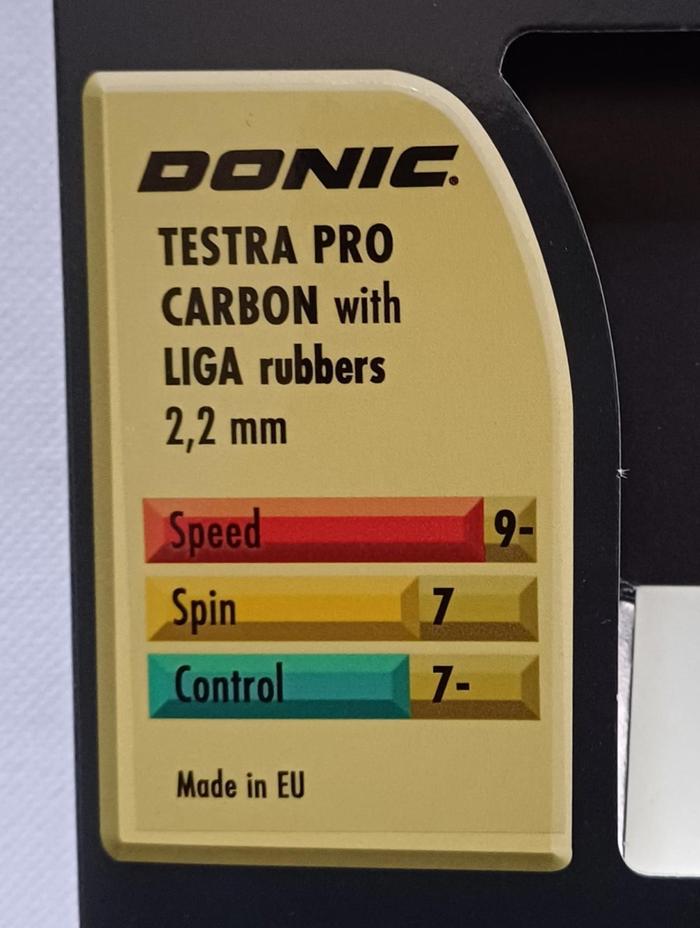 DONIC
TESTRA PRO
CARBON with
LIGA rubbers
2,2 mm
Speed 9-
Spin 7
Control 7-
Made in EU